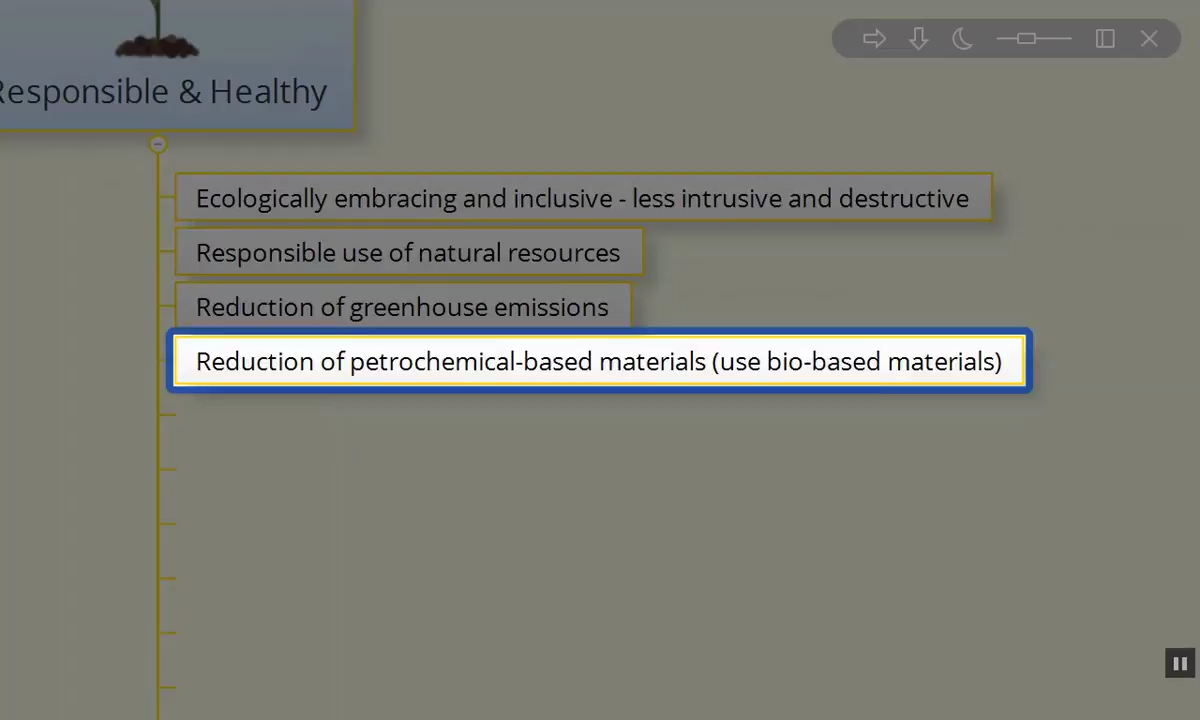 Responsible & Healthy
Ecologically embracing and inclusive - less intrusive and destructive
Responsible use of natural resources
Reduction of greenhouse emissions
Reduction of petrochemical-based materials (use bio-based materials)